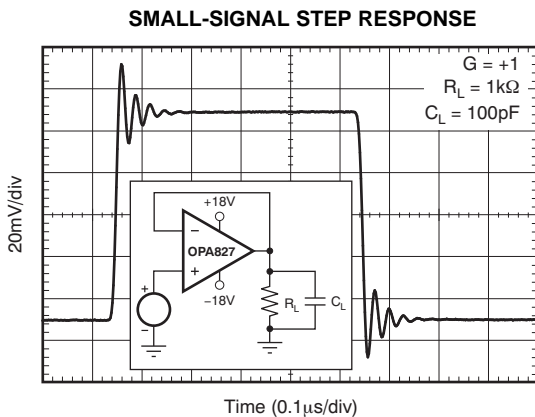 SMALL-SIGNAL STEP RESPONSE
G = +1
R_L = 1kΩ
C_L = 100pF
20mV/div
+18V
−
OPA827
+
−18V
+
−
R_L
C_L
Time (0.1µs/div)